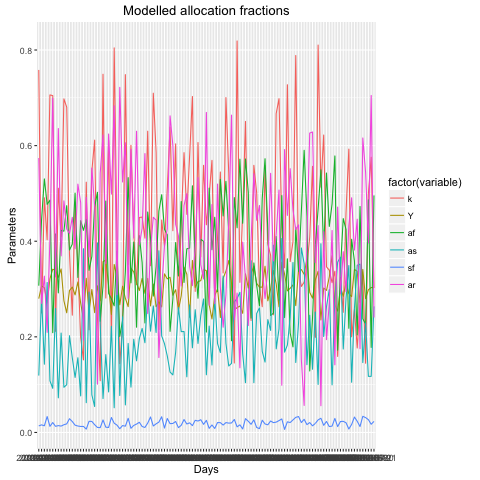 Modelled allocation fractions
Parameters
0.8
0.6
0.4
0.2
0.0
Days
factor(variable)
k
Y
af
as
sf
ar